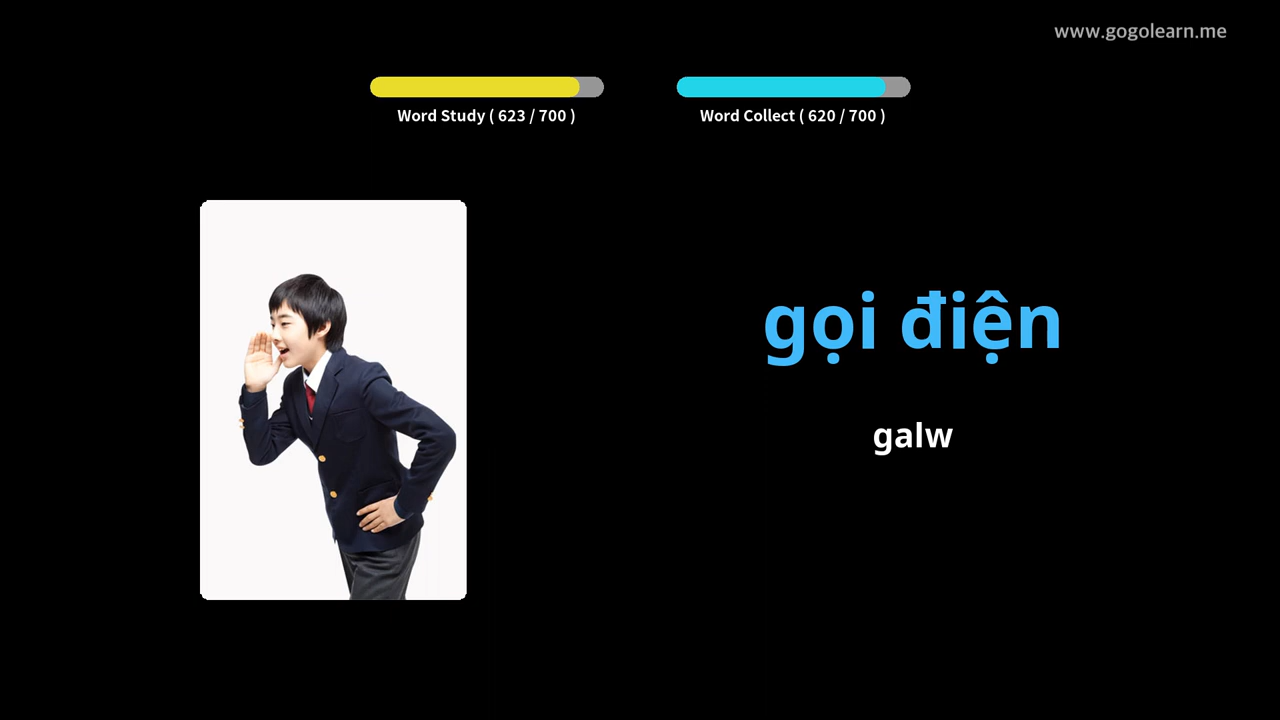 www.gogolearn.me
Word Study ( 623 / 700 )
Word Collect ( 620 / 700 )
gọi điện
galw